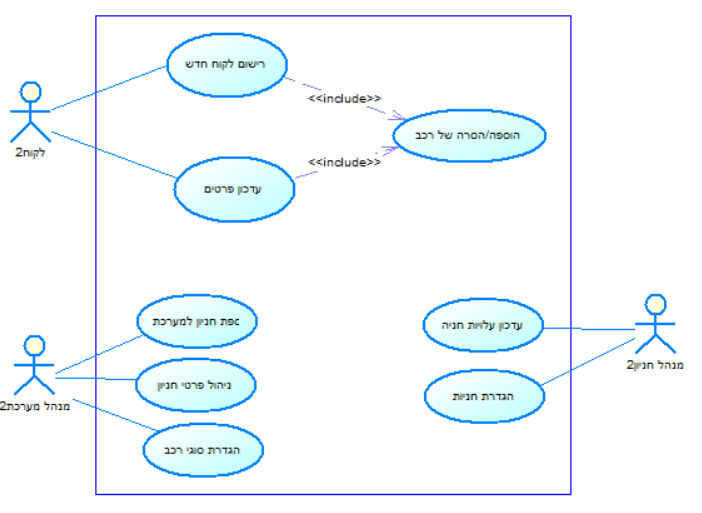 רישום לקוח חדש
<<include>>
הוספה/הסרה של רכב
לקוח2
<<include>>
עדכון פרטים
cפת חניון למערכת
עדכון עלויות חניה
מנהל חניון2
ניהול פרטי חניון
הגדרת חניות
מנהל מערכת2
הגדרת סוגי רכב